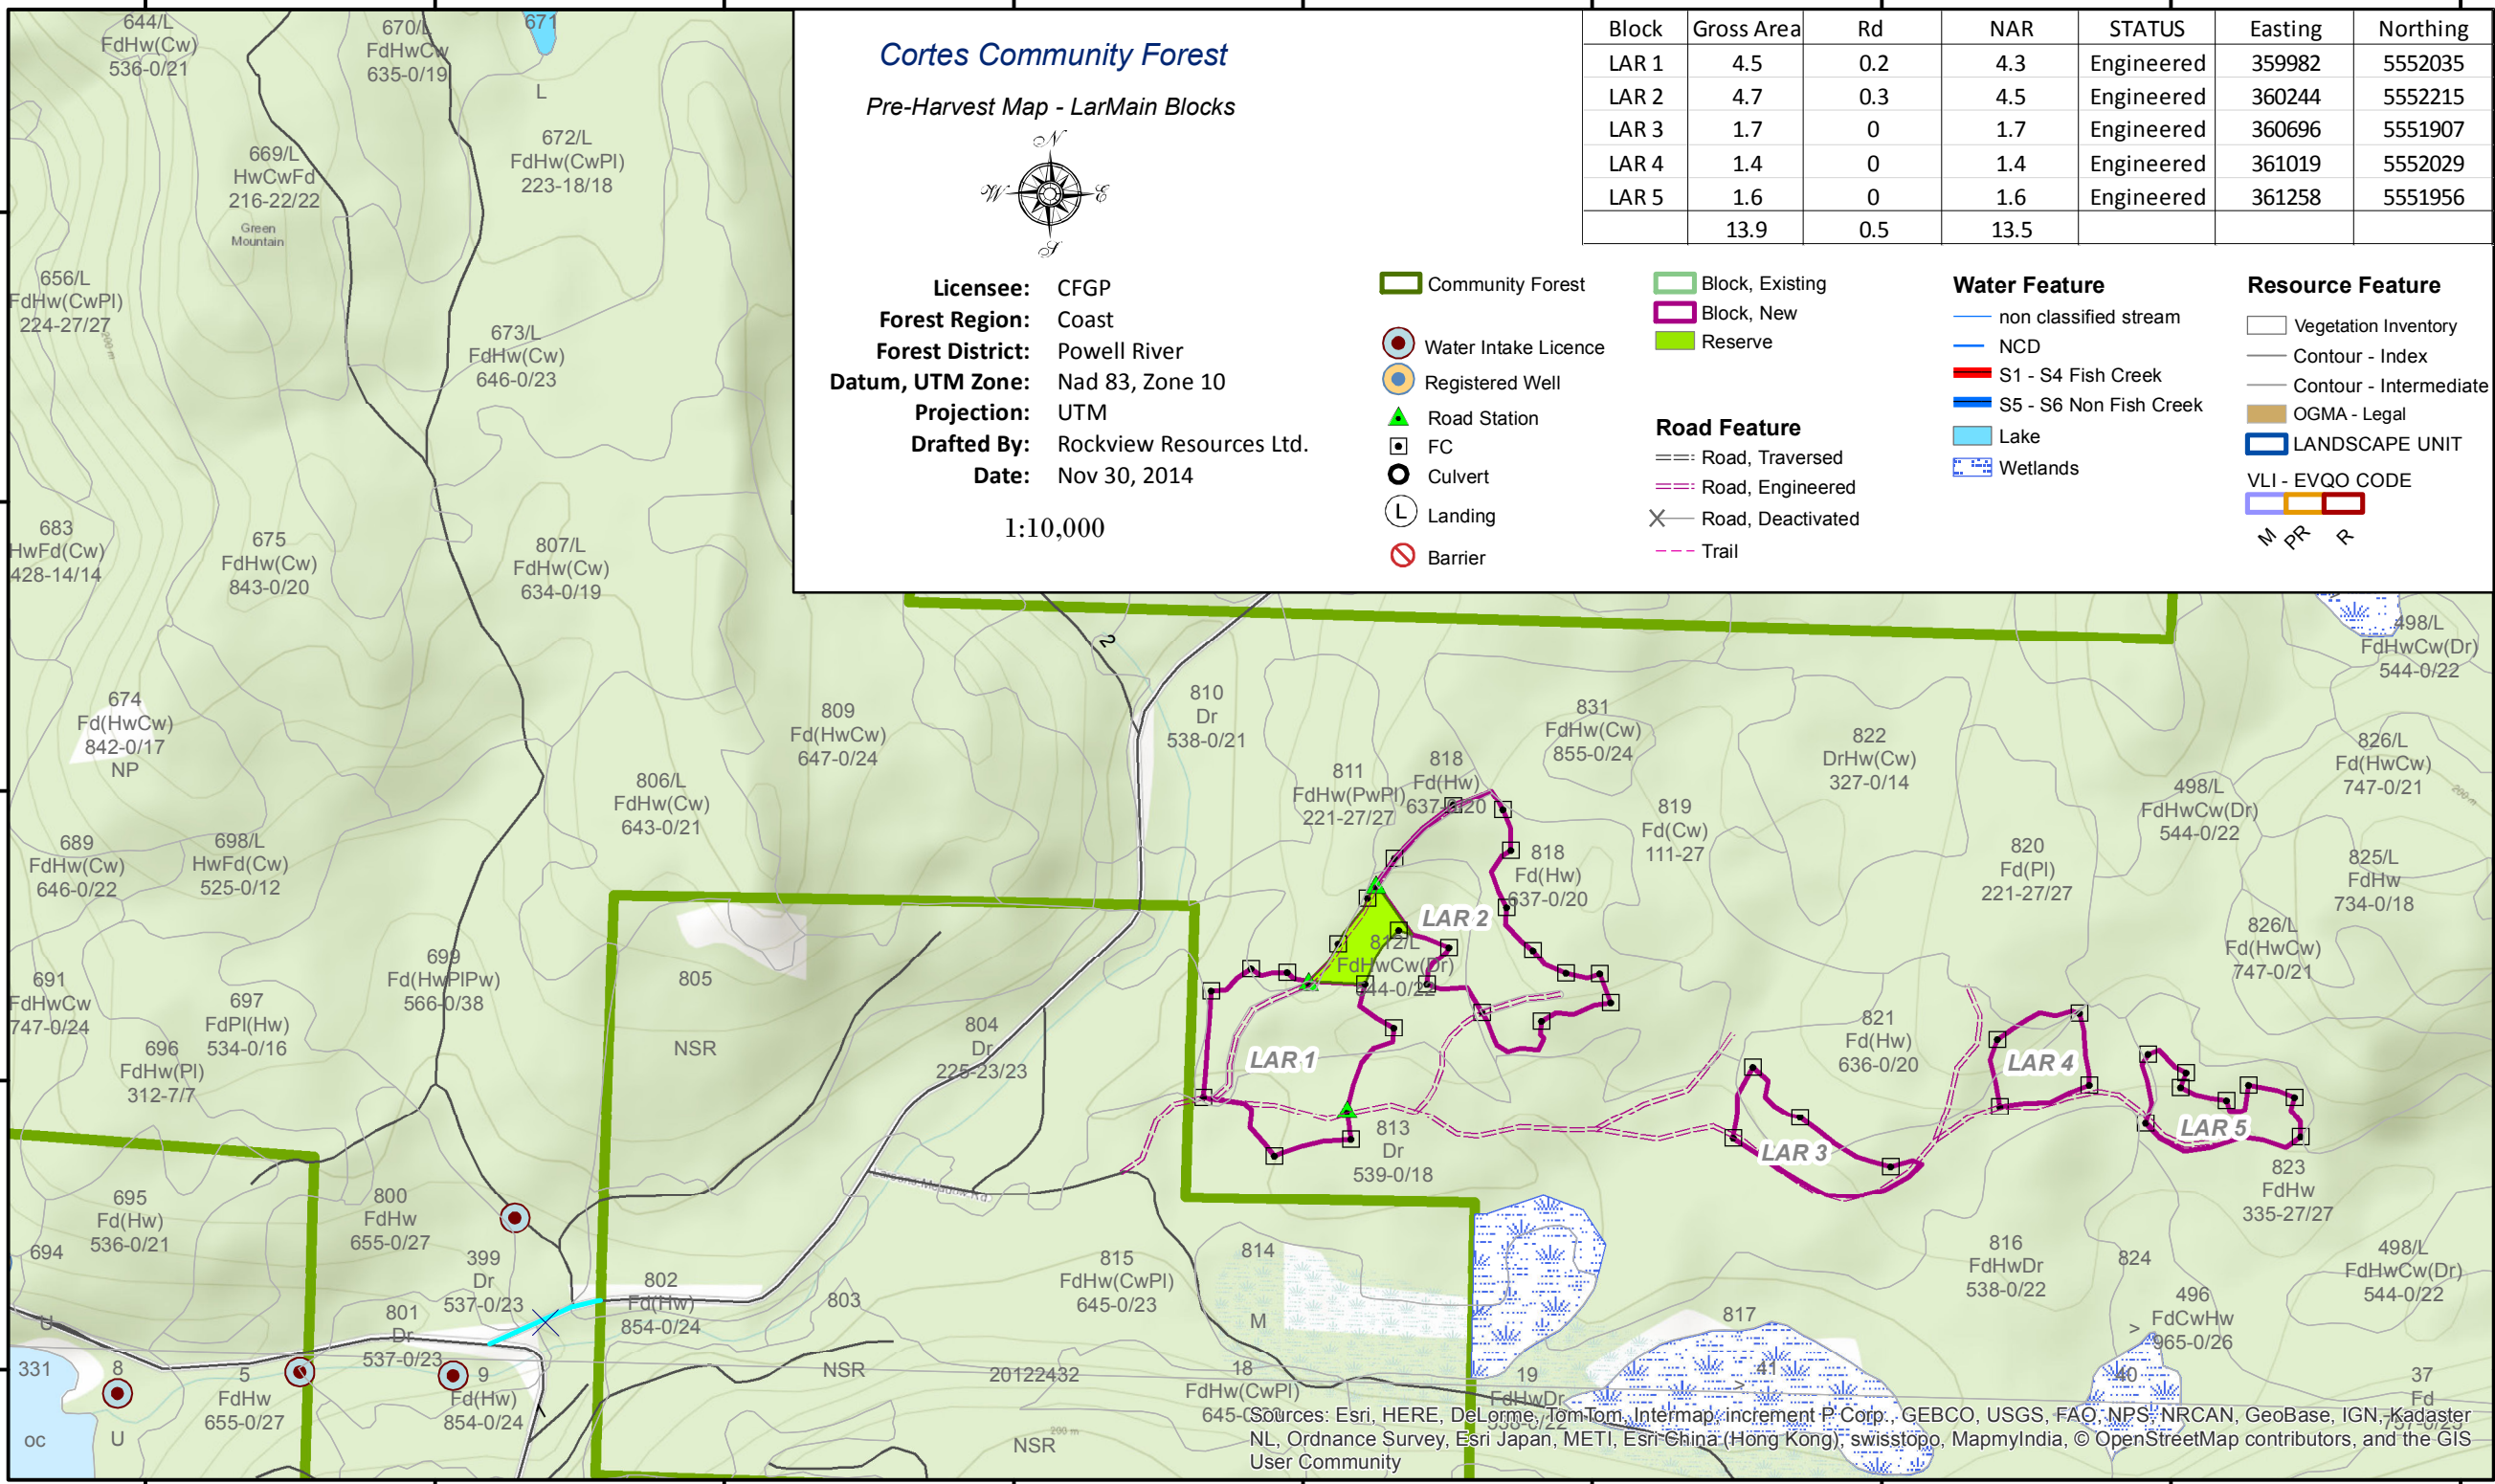 Cortes Community Forest
Pre-Harvest Map - LarMain Blocks
N
W E
S
Licensee: CFGP
Forest Region: Coast
Forest District: Powell River
Datum, UTM Zone: Nad 83, Zone 10
Projection: UTM
Drafted By: Rockview Resources Ltd.
Date: Nov 30, 2014
1:10,000
Block Gross Area Rd NAR STATUS Easting Northing
LAR 1 4.5 0.2 4.3 Engineered 359982 5552035
LAR 2 4.7 0.3 4.5 Engineered 360244 5552215
LAR 3 1.7 0 1.7 Engineered 360696 5551907
LAR 4 1.4 0 1.4 Engineered 361019 5552029
LAR 5 1.6 0 1.6 Engineered 361258 5551956
13.9 0.5 13.5
Community Forest
Water Intake Licence
Registered Well
Road Station
FC
Culvert
L Landing
Barrier
Block, Existing
Block, New
Reserve
Road Feature
Road, Traversed
Road, Engineered
Road, Deactivated
Trail
Water Feature
non classified stream
NCD
S1 - S4 Fish Creek
S5 - S6 Non Fish Creek
Lake
Wetlands
Resource Feature
Vegetation Inventory
Contour - Index
Contour - Intermediate
OGMA - Legal
LANDSCAPE UNIT
VLI - EVQO CODE
M PR R
644/L
FdHw(Cw)
536-0/21
670/L
FdHwCw
635-0/19
671
L
672/L
FdHw(CwPl)
223-18/18
669/L
HwCwFd
216-22/22
Green
Mountain
656/L
FdHw(CwPl)
224-27/27
200 m
673/L
FdHw(Cw)
646-0/23
683
HwFd(Cw)
428-14/14
675
FdHw(Cw)
843-0/20
807/L
FdHw(Cw)
634-0/19
674
Fd(HwCw)
842-0/17
NP
809
Fd(HwCw)
647-0/24
806/L
FdHw(Cw)
643-0/21
689
FdHw(Cw)
646-0/22
698/L
HwFd(Cw)
525-0/12
699
Fd(HwPlPw)
566-0/38
691
FdHwCw
747-0/24
697
FdPl(Hw)
534-0/16
696
FdHw(Pl)
312-7/7
805
NSR
804
Dr
225-23/23
2
810
Dr
538-0/21
811
FdHw(PwPl)
221-27/27
818
Fd(Hw)
637-0/20
831
FdHw(Cw)
855-0/24
819
Fd(Cw)
111-27
822
DrHw(Cw)
327-0/14
498/L
FdHwCw(Dr)
544-0/22
826/L
Fd(HwCw)
747-0/21
200 m
498/L
FdHwCw(Dr)
544-0/22
818
Fd(Hw)
637-0/20
820
Fd(Pl)
221-27/27
825/L
FdHw
734-0/18
826/L
Fd(HwCw)
747-0/21
LAR 2
812/L
FdHwCw(Dr)
544-0/22
LAR 1
821
Fd(Hw)
636-0/20
LAR 4
LAR 3
LAR 5
813
Dr
539-0/18
823
FdHw
335-27/27
695
Fd(Hw)
536-0/21
694
800
FdHw
655-0/27
399
Dr
537-0/23
801
Dr
537-0/23
802
Fd(Hw)
854-0/24
803
815
FdHw(CwPl)
645-0/23
814
M
816
FdHwDr
538-0/22
824
498/L
FdHwCw(Dr)
544-0/22
496
FdCwHw
965-0/26
817
U
331
8
U
oc
5
FdHw
655-0/27
9
Fd(Hw)
854-0/24
NSR
20122432
18
FdHw(CwPl)
19
FdHwDr
538-0/22
41
40
37
Fd
200 m
NSR
Sources: Esri, HERE, DeLorme, TomTom, Intermap, increment P Corp., GEBCO, USGS, FAO, NPS, NRCAN, GeoBase, IGN, Kadaster
NL, Ordnance Survey, Esri Japan, METI, Esri China (Hong Kong), swisstopo, MapmyIndia, © OpenStreetMap contributors, and the GIS
User Community